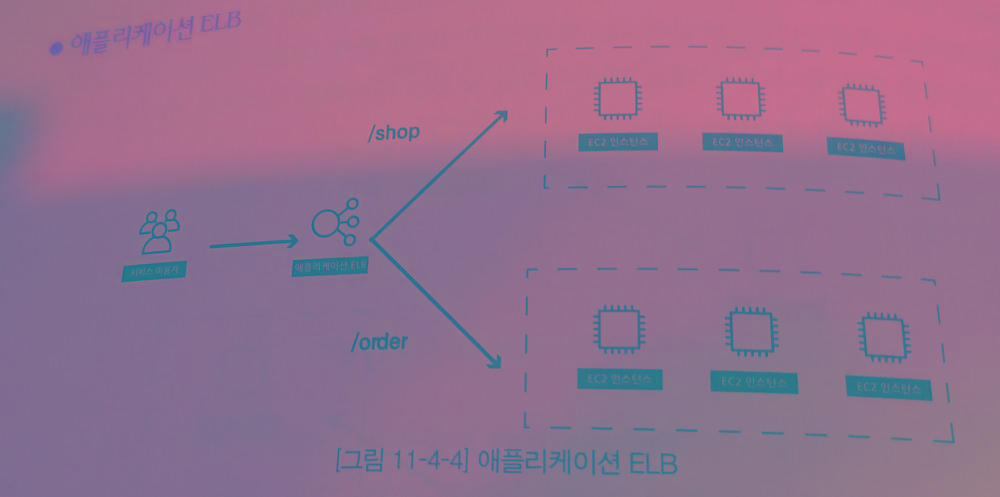 ● 애플리케이션 ELB
/shop
EC2 인스턴스
EC2 인스턴스
EC2 인스턴스
서비스 이용자
애플리케이션 ELB
/order
EC2 인스턴스
EC2 인스턴스
EC2 인스턴스
[그림 11-4-4] 애플리케이션 ELB